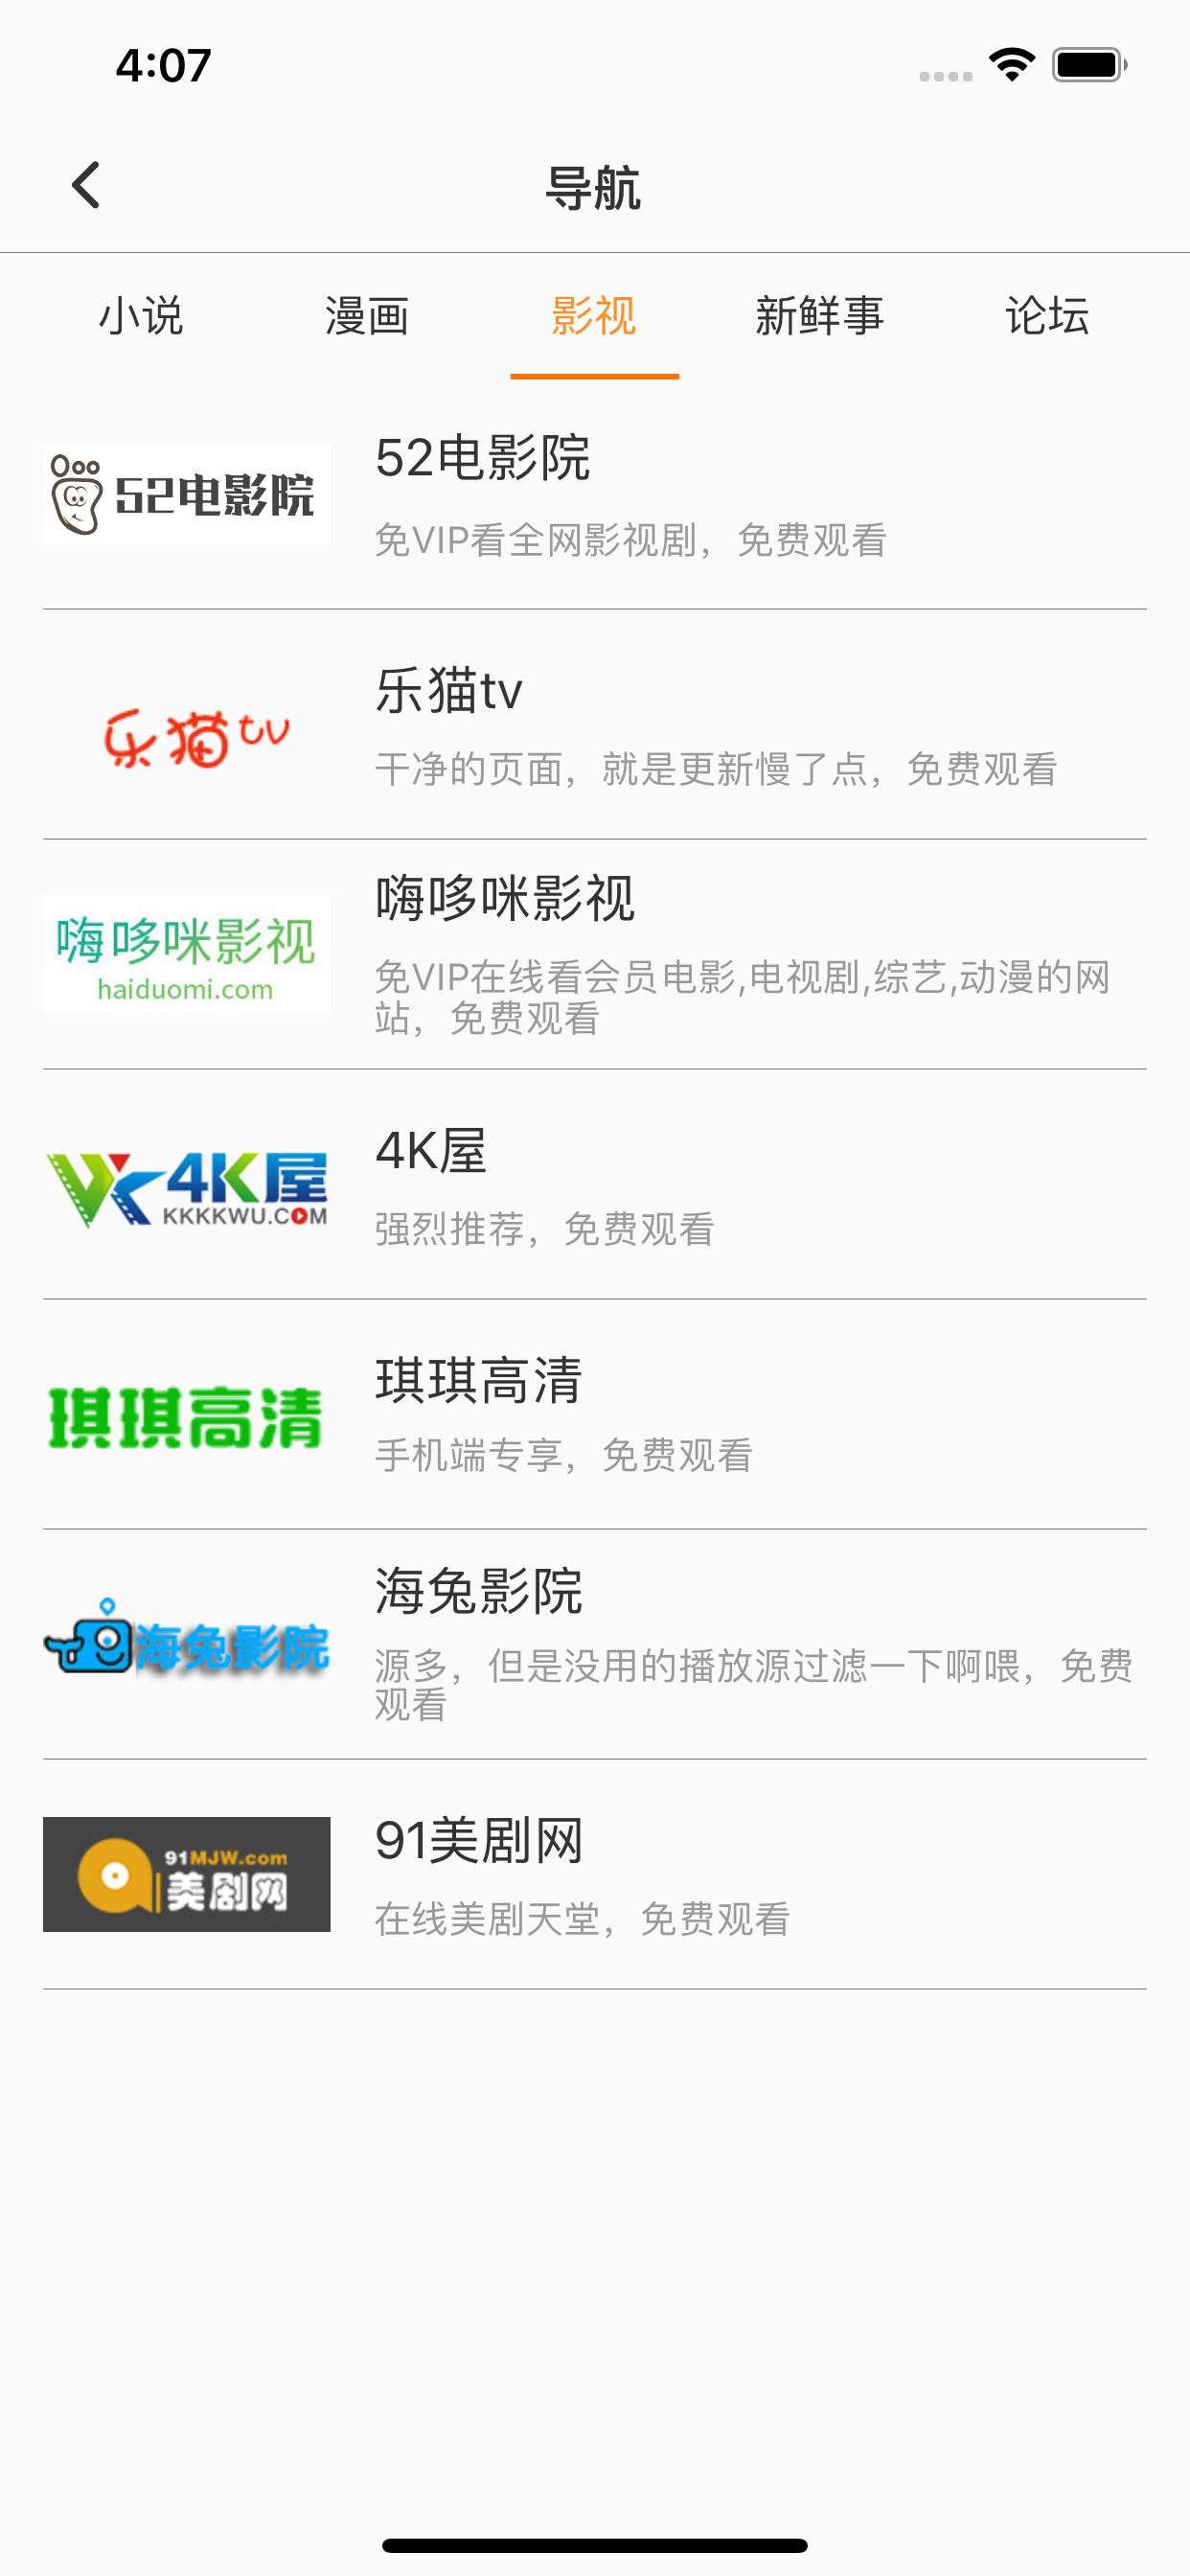 4:07
导航
小说 漫画 影视 新鲜事 论坛
52电影院
52电影院
免VIP看全网影视剧，免费观看
乐猫tv
乐猫tv
干净的页面，就是更新慢了点，免费观看
嗨哆咪影视
haiduomi.com
嗨哆咪影视
免VIP在线看会员电影,电视剧,综艺,动漫的网
站，免费观看
4K屋
KKKKWU.COM
4K屋
强烈推荐，免费观看
琪琪高清
琪琪高清
手机端专享，免费观看
海兔影院
海兔影院
源多，但是没用的播放源过滤一下啊喂，免费
观看
91MJW.com
美剧网
91美剧网
在线美剧天堂，免费观看